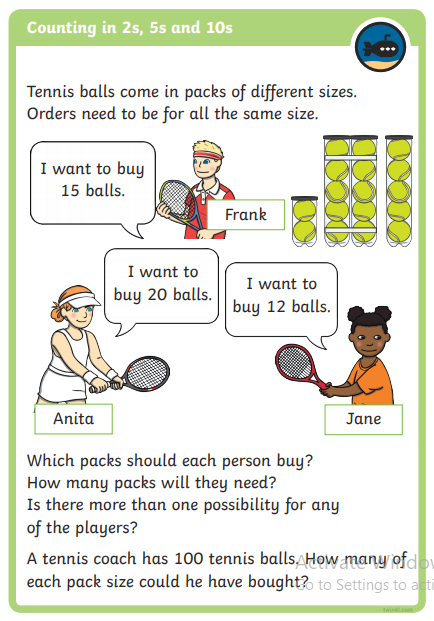 Counting in 2s, 5s and 10s
Tennis balls come in packs of different sizes.
Orders need to be for all the same size.
I want to buy
15 balls.
Frank
I want to
buy 20 balls.
I want to
buy 12 balls.
Anita
Jane
Which packs should each person buy?
How many packs will they need?
Is there more than one possibility for any
of the players?
A tennis coach has 100 tennis balls. How many of
each pack size could he have bought?
Activate Window
Go to Settings to acti